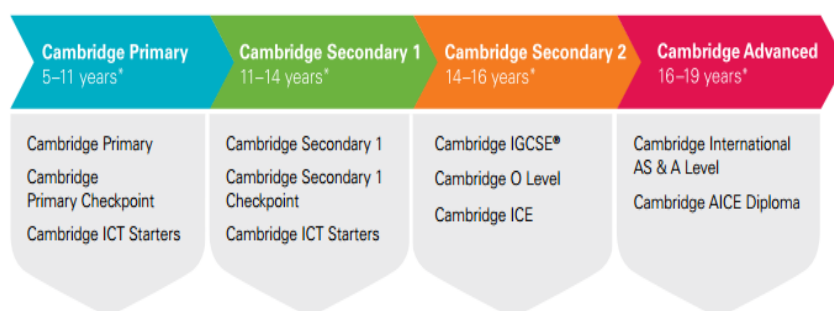 Cambridge Primary
5–11 years*
Cambridge Secondary 1
11–14 years*
Cambridge Secondary 2
14–16 years*
Cambridge Advanced
16–19 years*
Cambridge Primary
Cambridge
Primary Checkpoint
Cambridge ICT Starters
Cambridge Secondary 1
Cambridge Secondary 1
Checkpoint
Cambridge ICT Starters
Cambridge IGCSE®
Cambridge O Level
Cambridge ICE
Cambridge International
AS & A Level
Cambridge AICE Diploma